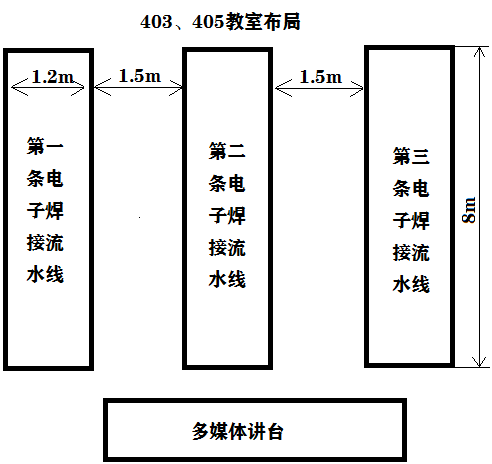 403、405教室布局
1.2m
1.5m
1.5m
第一
条电
子焊
接流
水线
第二
条电
子焊
接流
水线
第三
条电
子焊
接流
水线
8m
多媒体讲台